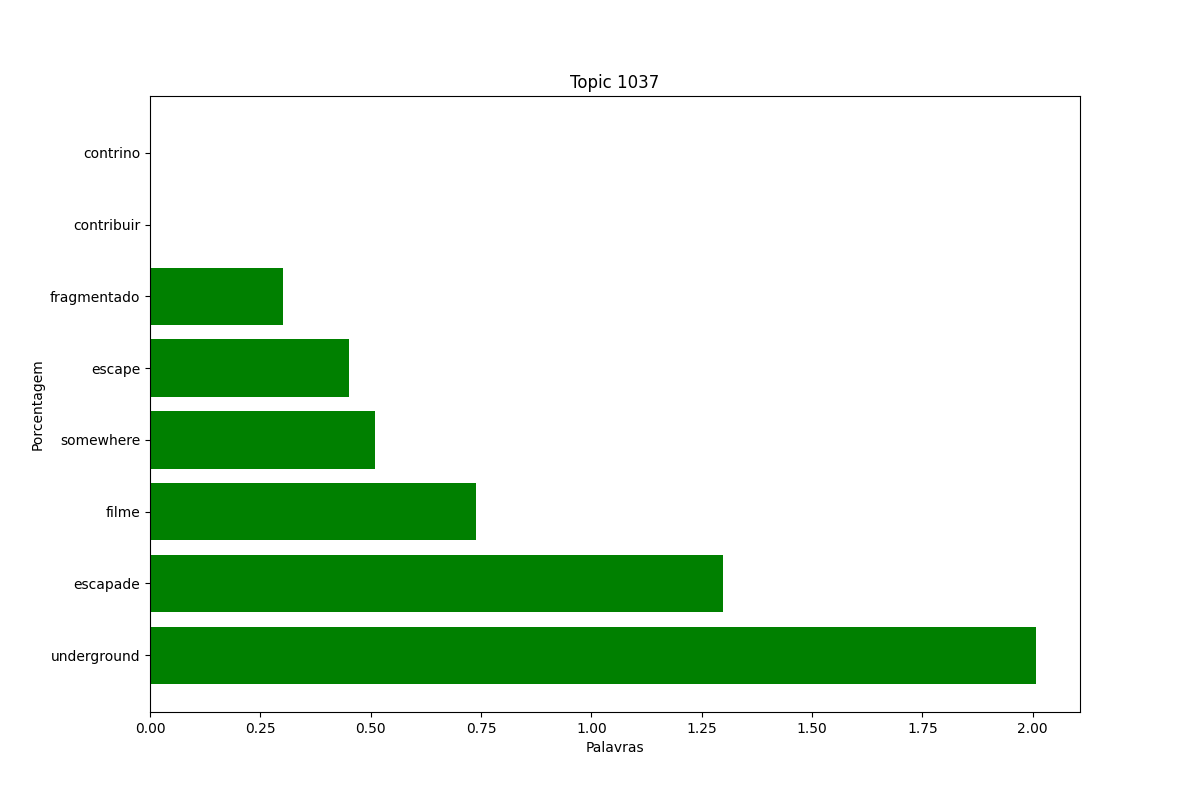 Topic 1037
contrino
contribuir
fragmentado
escape
somewhere
filme
escapade
underground
Porcentagem
0.00 0.25 0.50 0.75 1.00 1.25 1.50 1.75 2.00
Palavras